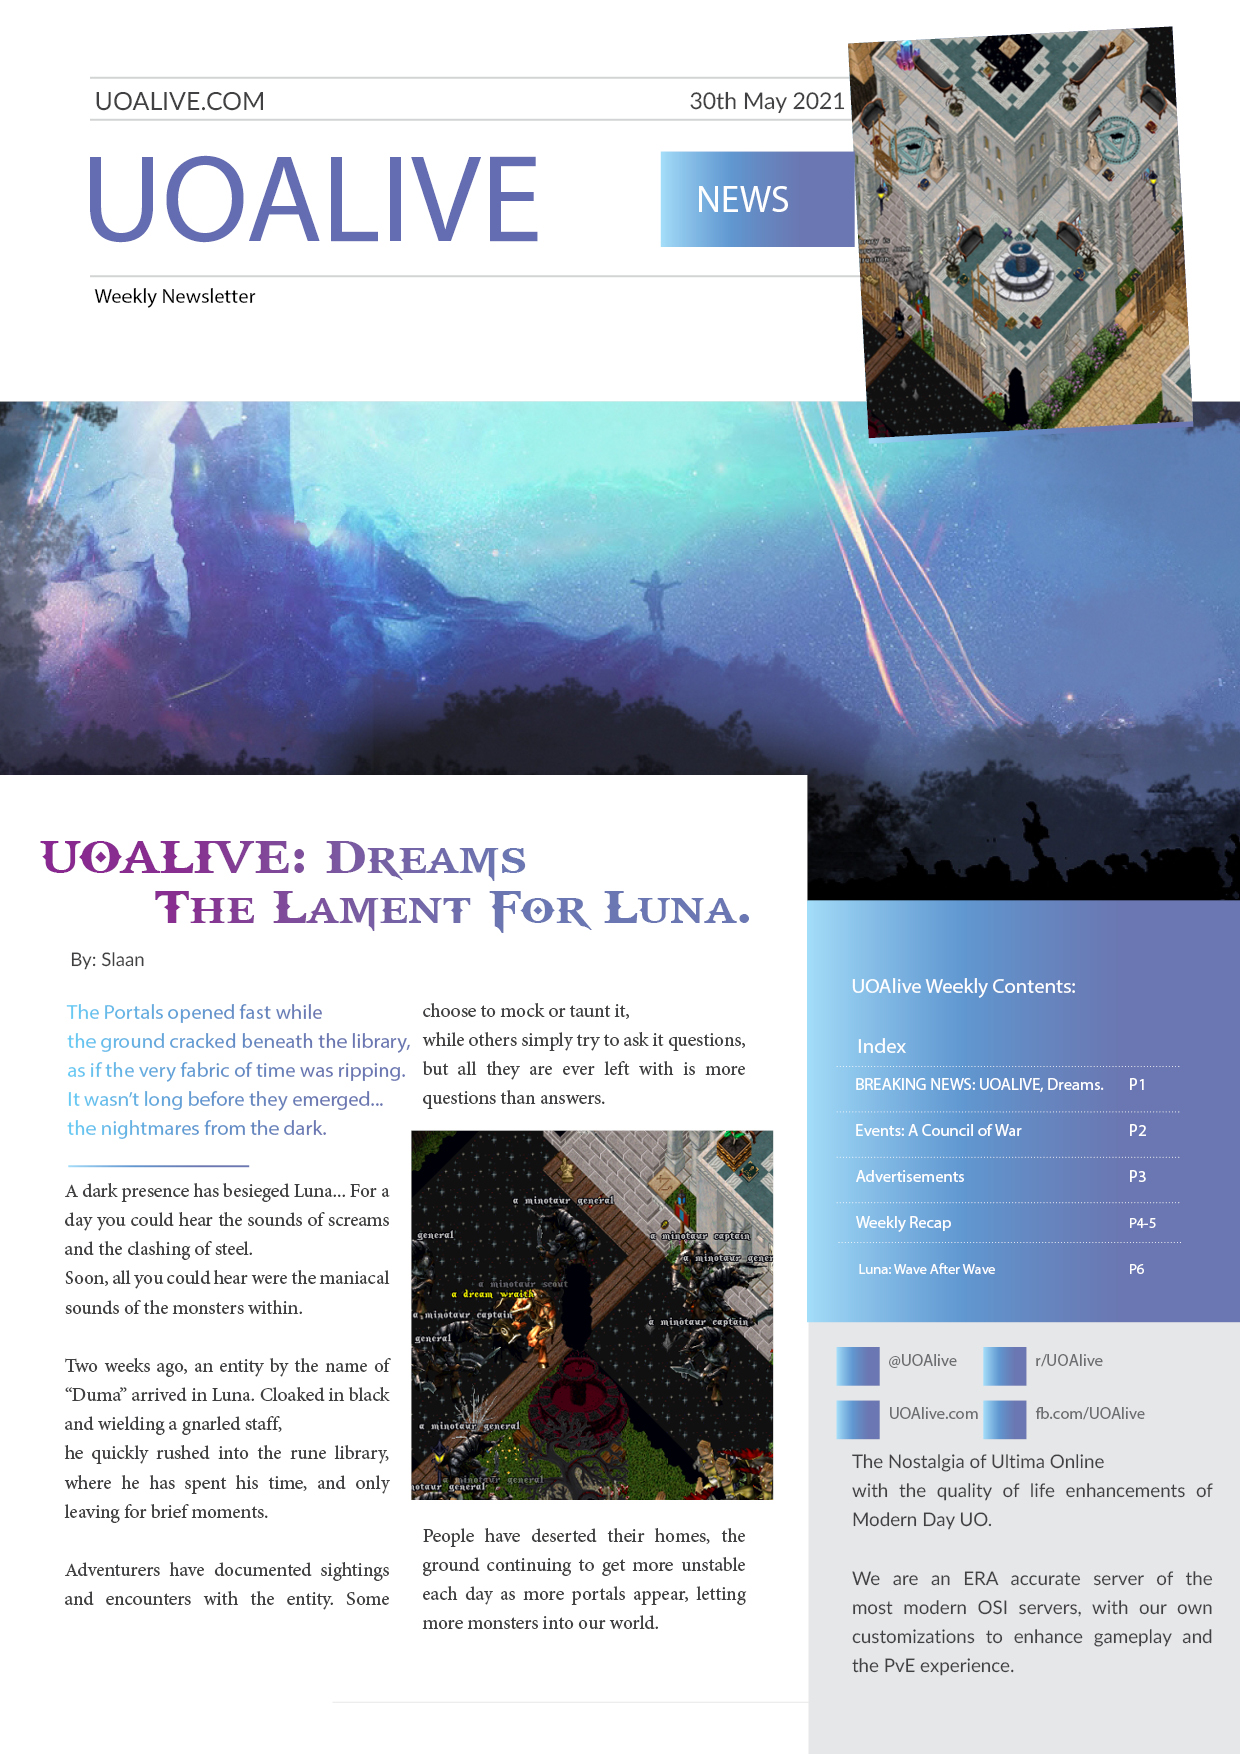 UOALIVE.COM
30th May 2021
UOALIVE
NEWS
Weekly Newsletter
UOALIVE: DREAMS
THE LAMENT FOR LUNA.
By: Slaan
The Portals opened fast while
the ground cracked beneath the library,
as if the very fabric of time was ripping.
It wasn't long before they emerged...
the nightmares from the dark.
A dark presence has besieged Luna... For a
day you could hear the sounds of screams
and the clashing of steel.
Soon, all you could hear were the maniacal
sounds of the monsters within.
Two weeks ago, an entity by the name of
“Duma” arrived in Luna. Cloaked in black
and wielding a gnarled staff,
he quickly rushed into the rune library,
where he has spent his time, and only
leaving for brief moments.
Adventurers have documented sightings
and encounters with the entity. Some
choose to mock or taunt it,
while others simply try to ask it questions,
but all they are ever left with is more
questions than answers.
a minotaur general
general
a minotaur captain
a minotaur gener
a minotaur scout
a dream wraith
a minotaur captain
a minotaur captain
general
a minotaur general
a minotaur general
otaur general
People have deserted their homes, the
ground continuing to get more unstable
each day as more portals appear, letting
more monsters into our world.
UOAlive Weekly Contents:
Index
BREAKING NEWS: UOALIVE, Dreams. P1
Events: A Council of War P2
Advertisements P3
Weekly Recap P4-5
Luna: Wave After Wave P6
@UOAlive
r/UOAlive
UOAlive.com
fb.com/UOAlive
The Nostalgia of Ultima Online
with the quality of life enhancements of
Modern Day UO.
We are an ERA accurate server of the
most modern OSI servers, with our own
customizations to enhance gameplay and
the PvE experience.